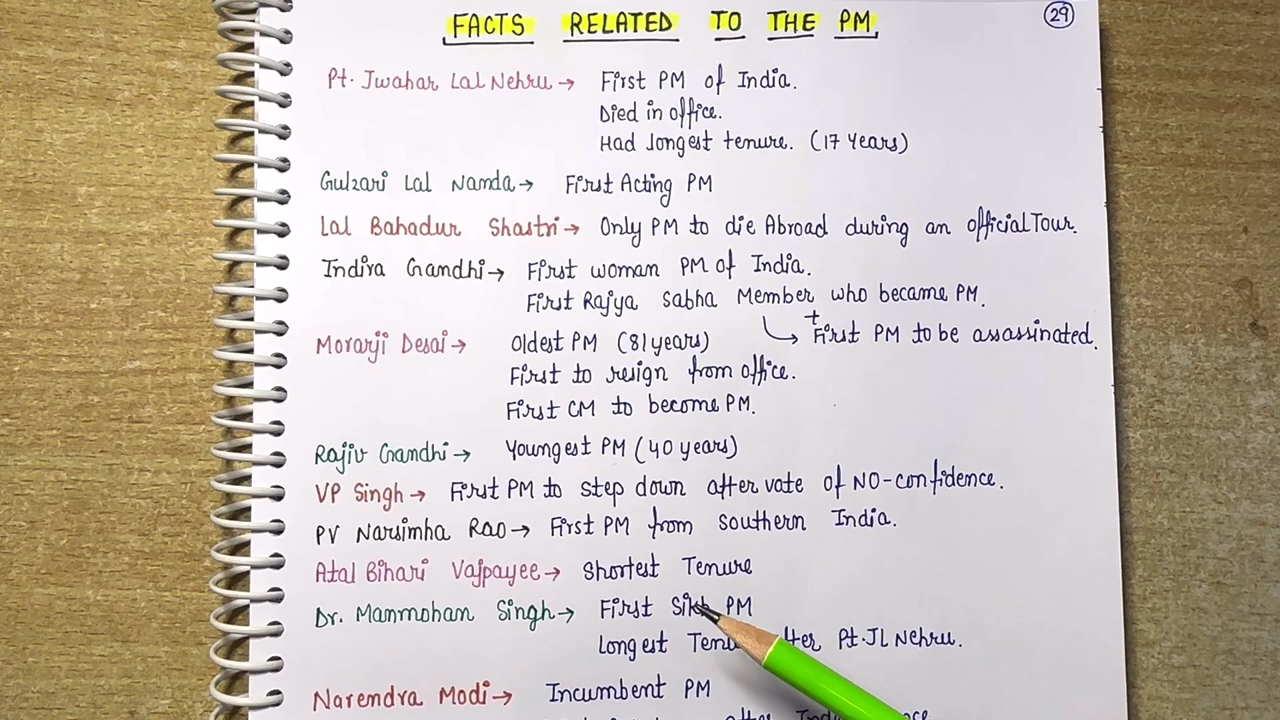 FACTS RELATED TO THE PM
29
Pt. Jwahar Lal Nehru → First PM of India.
Died in office.
Had longest tenure. (17 Years)
Gulzari Lal Nanda → First Acting PM
Lal Bahadur Shastri → Only PM to die Abroad during an official Tour.
Indira Gandhi → First woman PM of India.
First Rajya Sabha Member who became PM.
+ First PM to be assassinated.
Morarji Desai → Oldest PM (81 years)
First to resign from office.
First CM to become PM.
Rajiv Gandhi → Youngest PM (40 years)
VP Singh → First PM to step down after vate of NO-confidence.
PV Narsimha Rao → First PM from southern India.
Atal Bihari Vajpayee → Shortest Tenure
Dr. Manmohan Singh → First Sikh PM
Longest Pt. JL Nehru.
Narendra Modi → Incumbent PM
after